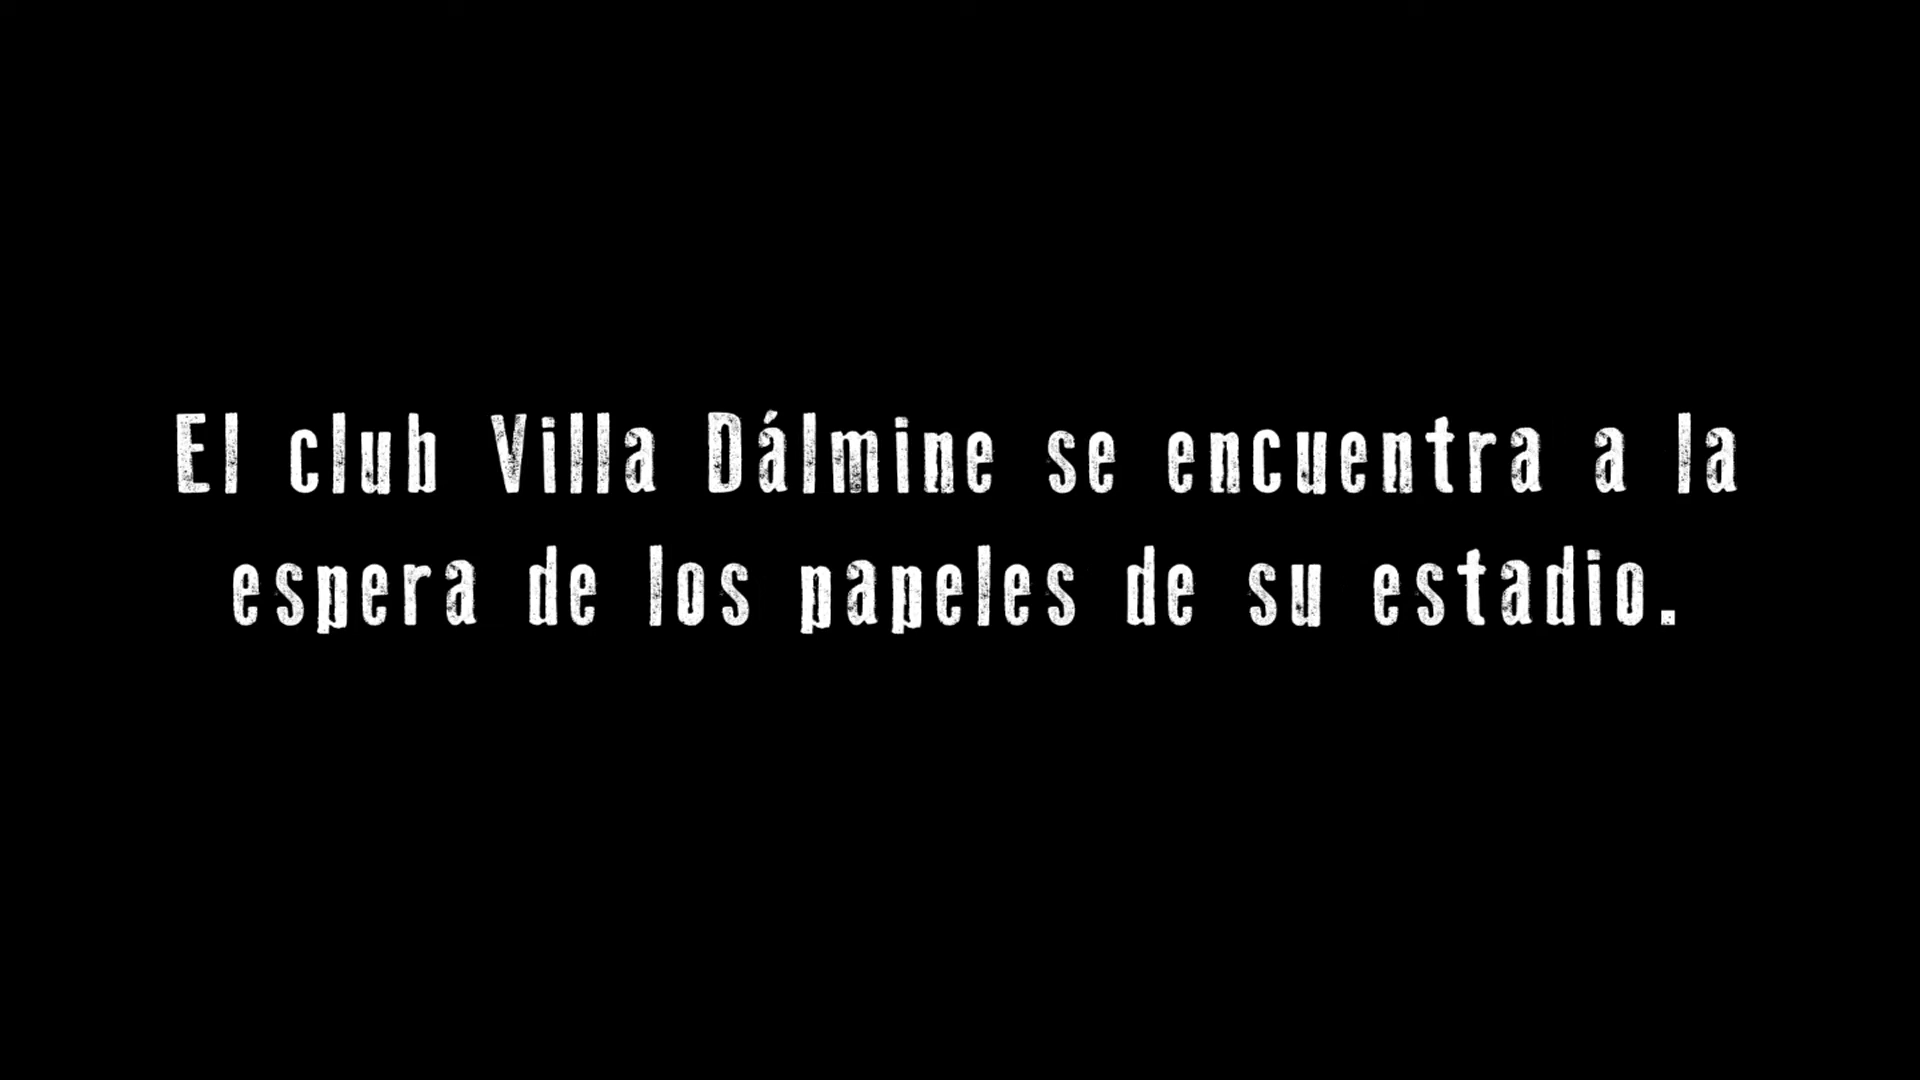 El club Villa Dálmine se encuentra a la
espera de los papeles de su estadio.